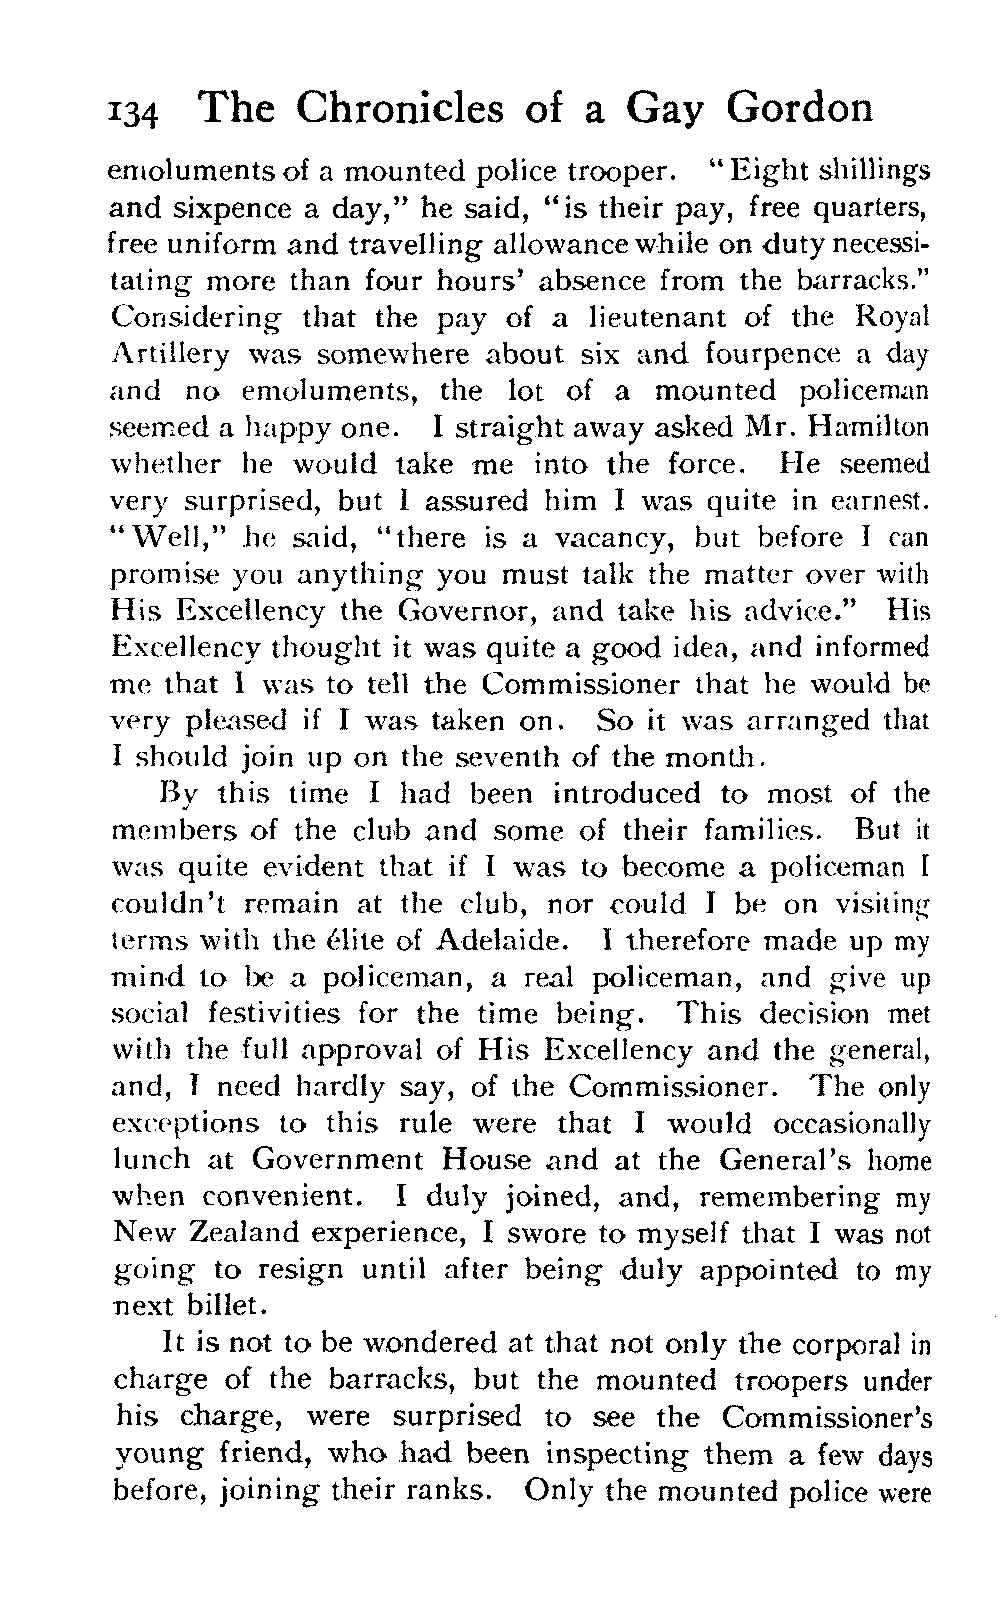 134 The Chronicles of a Gay Gordon
emoluments of a mounted police trooper. "Eight shillings
and sixpence a day," he said, "is their pay, free quarters,
free uniform and travelling allowance while on duty necessi-
tating more than four hours' absence from the barracks."
Considering that the pay of a lieutenant of the Royal
Artillery was somewhere about six and fourpence a day
and no emoluments, the lot of a mounted policeman
seemed a happy one. I straight away asked Mr. Hamilton
whether he would take me into the force. He seemed
very surprised, but I assured him I was quite in earnest.
"Well," he said, "there is a vacancy, but before I can
promise you anything you must talk the matter over with
His Excellency the Governor, and take his advice." His
Excellency thought it was quite a good idea, and informed
me that I was to tell the Commissioner that he would be
very pleased if I was taken on. So it was arranged that
I should join up on the seventh of the month.
By this time I had been introduced to most of the
members of the club and some of their families. But it
was quite evident that if I was to become a policeman I
couldn't remain at the club, nor could I be on visiting
terms with the élite of Adelaide. I therefore made up my
mind to be a policeman, a real policeman, and give up
social festivities for the time being. This decision met
with the full approval of His Excellency and the general,
and, I need hardly say, of the Commissioner. The only
exceptions to this rule were that I would occasionally
lunch at Government House and at the General's home
when convenient. I duly joined, and, remembering my
New Zealand experience, I swore to myself that I was not
going to resign until after being duly appointed to my
next billet.
It is not to be wondered at that not only the corporal in
charge of the barracks, but the mounted troopers under
his charge, were surprised to see the Commissioner's
young friend, who had been inspecting them a few days
before, joining their ranks. Only the mounted police were